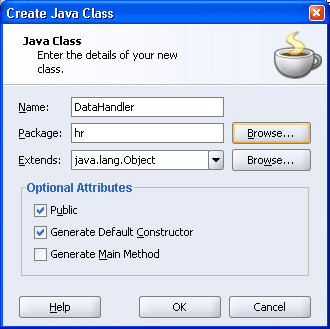 Create Java Class
Java Class
Enter the details of your new
class.
Name: DataHandler
Package: hr Browse...
Extends: java.lang.Object Browse...
Optional Attributes
Public
Generate Default Constructor
Generate Main Method
Help OK Cancel